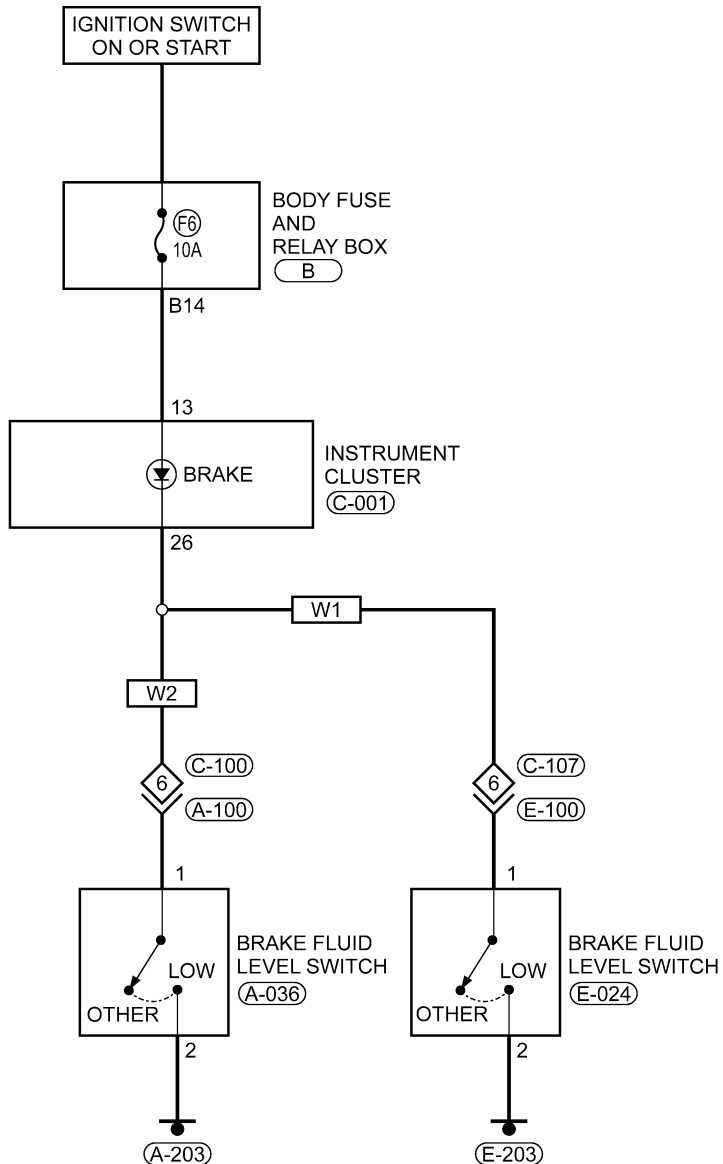 IGNITION SWITCH
ON OR START
F6
10A
BODY FUSE
AND
RELAY BOX
B
B14
13
BRAKE
INSTRUMENT
CLUSTER
C-001
26
W1
W2
6
C-100
A-100
6
C-107
E-100
1
LOW
OTHER
BRAKE FLUID
LEVEL SWITCH
A-036
2
A-203
1
LOW
OTHER
BRAKE FLUID
LEVEL SWITCH
E-024
2
E-203